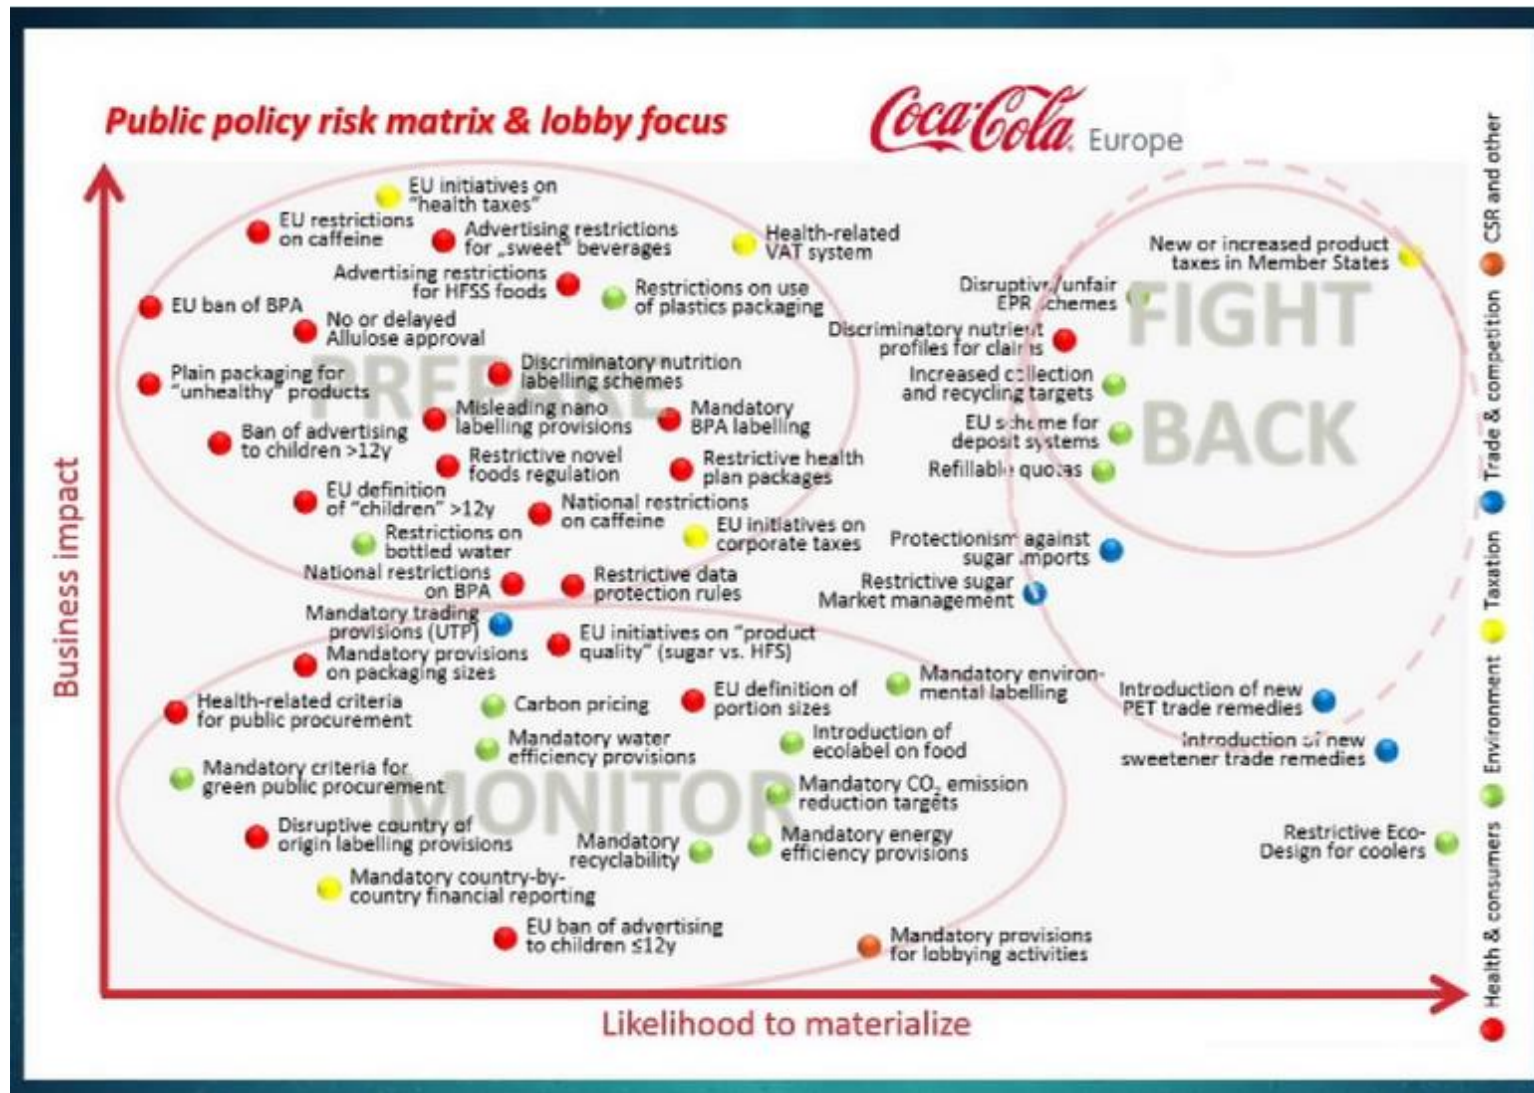 Public policy risk matrix & lobby focus
Coca-Cola Europe
EU initiatives on
"health taxes"
EU restrictions
on caffeine
Advertising restrictions
for „sweet" beverages
Health-related
VAT system
New or increased product
taxes in Member States
Advertising restrictions
for HFSS foods
Restrictions on use
of plastics packaging
Disruptive/unfair
EPR schemes
EU ban of BPA
No or delayed
Allulose approval
Discriminatory nutrient
profiles for claims
FIGHT
BACK
PREPARE
Plain packaging for
"unhealthy" products
Discriminatory nutrition
labelling schemes
Increased collection
and recycling targets
Misleading nano
labelling provisions
Mandatory
BPA labelling
Ban of advertising
to children >12y
EU scheme for
deposit systems
Restrictive novel
foods regulation
Restrictive health
plan packages
Refillable quotas
EU definition
of "children" >12y
National restrictions
on caffeine
Restrictions on
bottled water
EU initiatives on
corporate taxes
Protectionism against
sugar imports
National restrictions
on BPA
Restrictive data
protection rules
Restrictive sugar
Market management
Mandatory trading
provisions (UTP)
EU initiatives on "product
quality" (sugar vs. HFS)
Mandatory provisions
on packaging sizes
Mandatory environ-
mental labelling
Health-related criteria
for public procurement
Carbon pricing
EU definition of
portion sizes
Introduction of new
PET trade remedies
Mandatory water
efficiency provisions
Introduction of
ecolabel on food
Introduction of new
sweetener trade remedies
Mandatory criteria for
green public procurement
MONITOR
Mandatory CO₂ emission
reduction targets
Disruptive country of
origin labelling provisions
Mandatory
recyclability
Mandatory energy
efficiency provisions
Restrictive Eco-
Design for coolers
Mandatory country-by-
country financial reporting
EU ban of advertising
to children ≤12y
Mandatory provisions
for lobbying activities
Business impact
Likelihood to materialize
Health & consumers
Environment
Taxation
Trade & competition
CSR and other